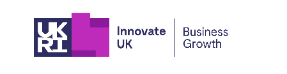 UK
RI
Innovate
UK
Business
Growth